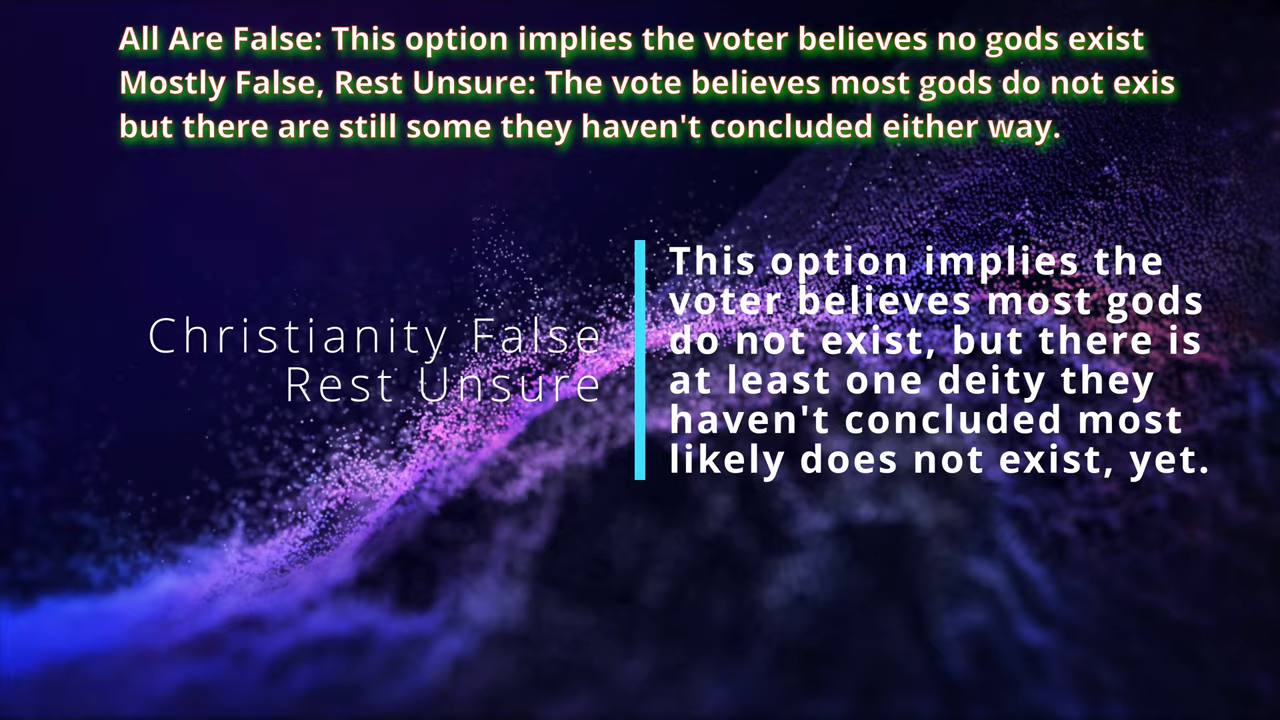 All Are False: This option implies the voter believes no gods exist
Mostly False, Rest Unsure: The vote believes most gods do not exis
but there are still some they haven't concluded either way.
Christianity False
Rest Unsure
This option implies the
voter believes most gods
do not exist, but there is
at least one deity they
haven't concluded most
likely does not exist, yet.